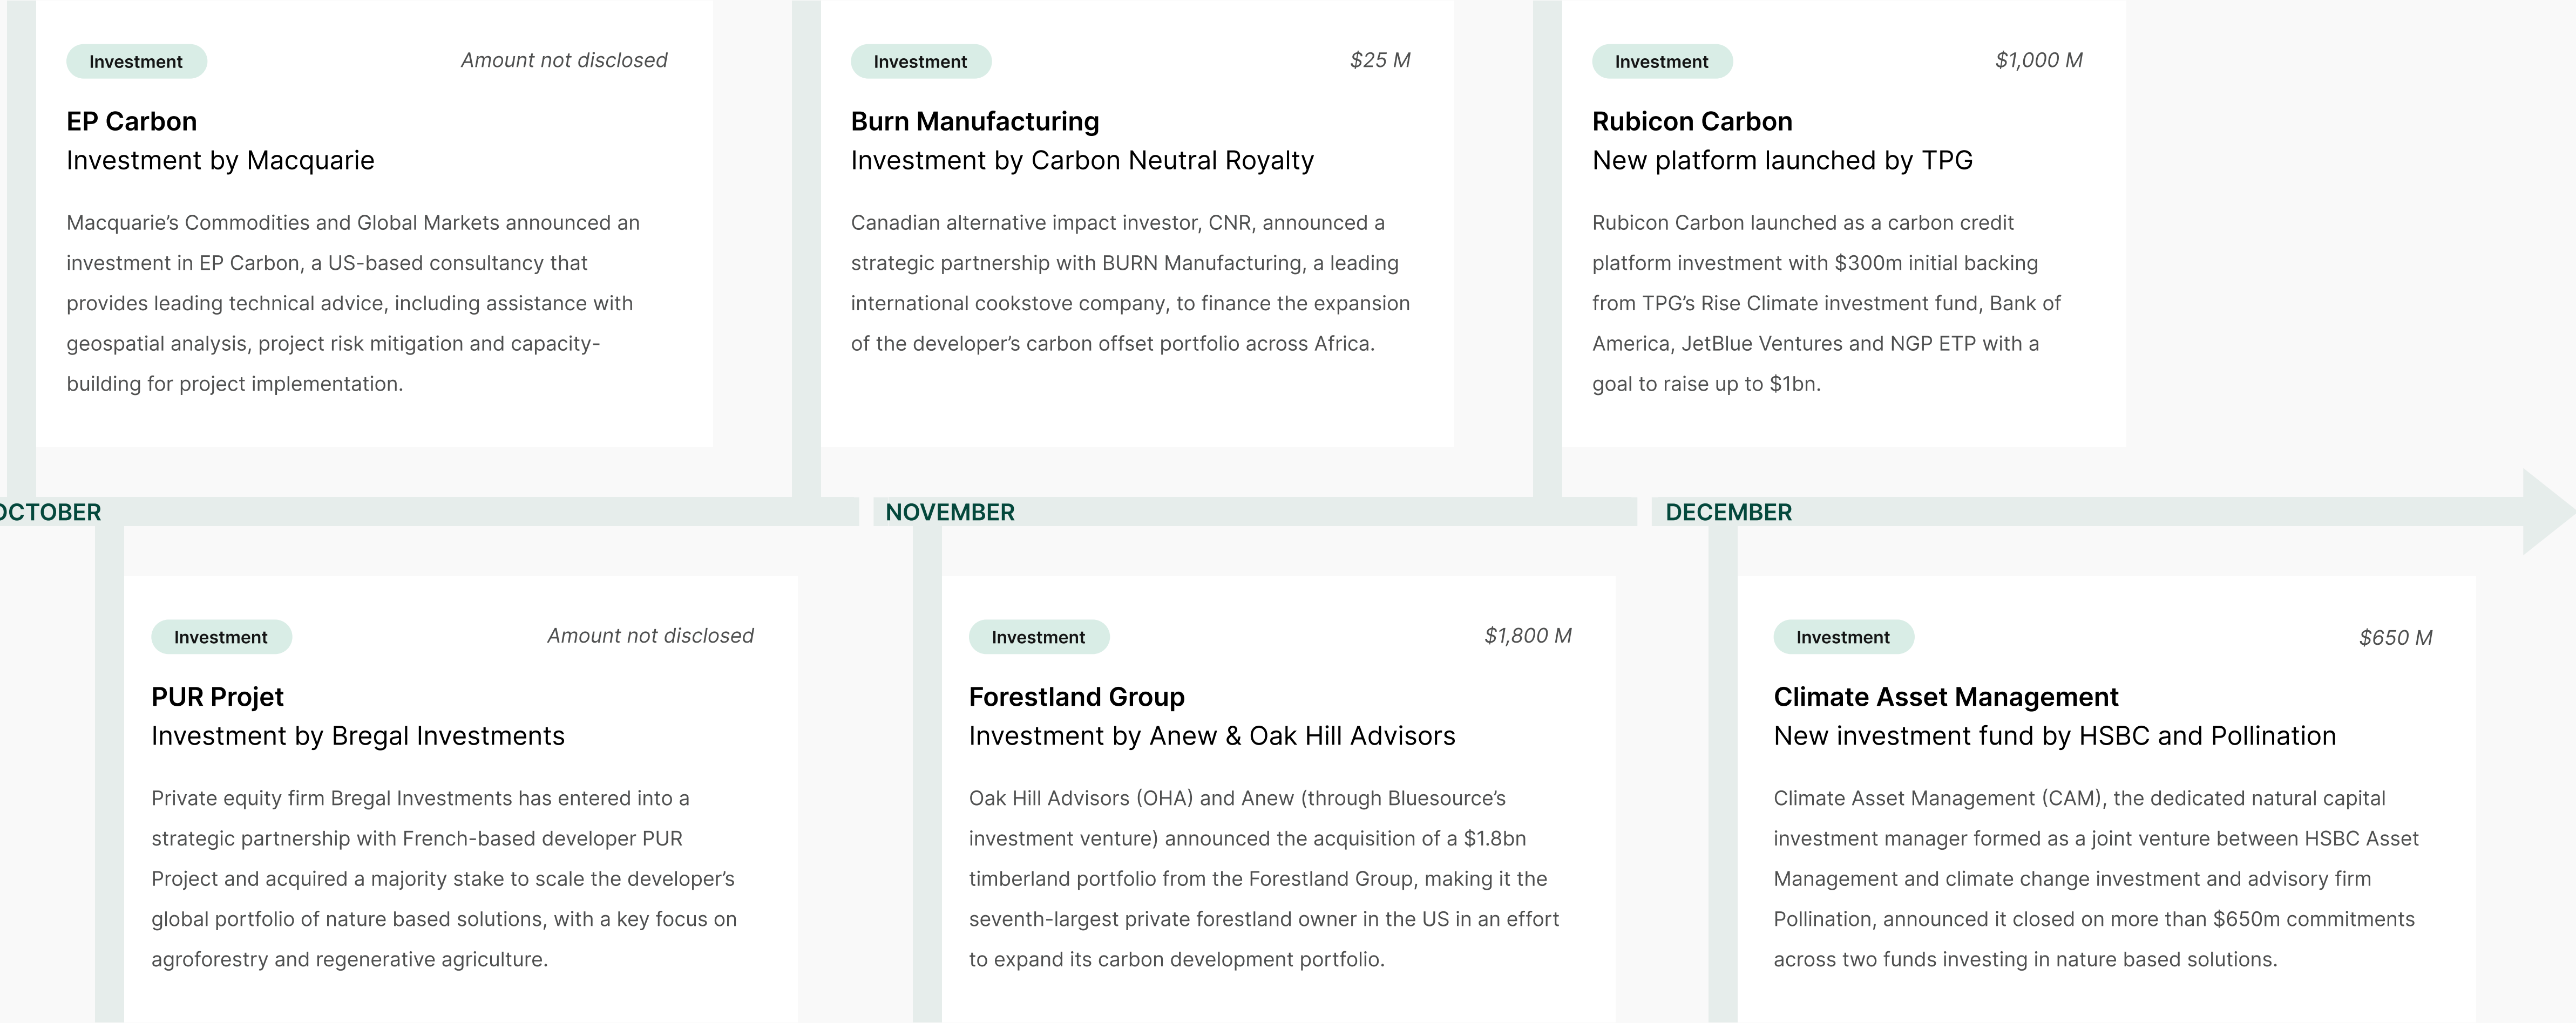 Investment
Amount not disclosed
EP Carbon
Investment by Macquarie
Macquarie’s Commodities and Global Markets announced an
investment in EP Carbon, a US-based consultancy that
provides leading technical advice, including assistance with
geospatial analysis, project risk mitigation and capacity-
building for project implementation.
Investment
$25 M
Burn Manufacturing
Investment by Carbon Neutral Royalty
Canadian alternative impact investor, CNR, announced a
strategic partnership with BURN Manufacturing, a leading
international cookstove company, to finance the expansion
of the developer’s carbon offset portfolio across Africa.
Investment
$1,000 M
Rubicon Carbon
New platform launched by TPG
Rubicon Carbon launched as a carbon credit
platform investment with $300m initial backing
from TPG’s Rise Climate investment fund, Bank of
America, JetBlue Ventures and NGP ETP with a
goal to raise up to $1bn.
OCTOBER
NOVEMBER
DECEMBER
Investment
Amount not disclosed
PUR Projet
Investment by Bregal Investments
Private equity firm Bregal Investments has entered into a
strategic partnership with French-based developer PUR
Project and acquired a majority stake to scale the developer’s
global portfolio of nature based solutions, with a key focus on
agroforestry and regenerative agriculture.
Investment
$1,800 M
Forestland Group
Investment by Anew & Oak Hill Advisors
Oak Hill Advisors (OHA) and Anew (through Bluesource’s
investment venture) announced the acquisition of a $1.8bn
timberland portfolio from the Forestland Group, making it the
seventh-largest private forestland owner in the US in an effort
to expand its carbon development portfolio.
Investment
$650 M
Climate Asset Management
New investment fund by HSBC and Pollination
Climate Asset Management (CAM), the dedicated natural capital
investment manager formed as a joint venture between HSBC Asset
Management and climate change investment and advisory firm
Pollination, announced it closed on more than $650m commitments
across two funds investing in nature based solutions.